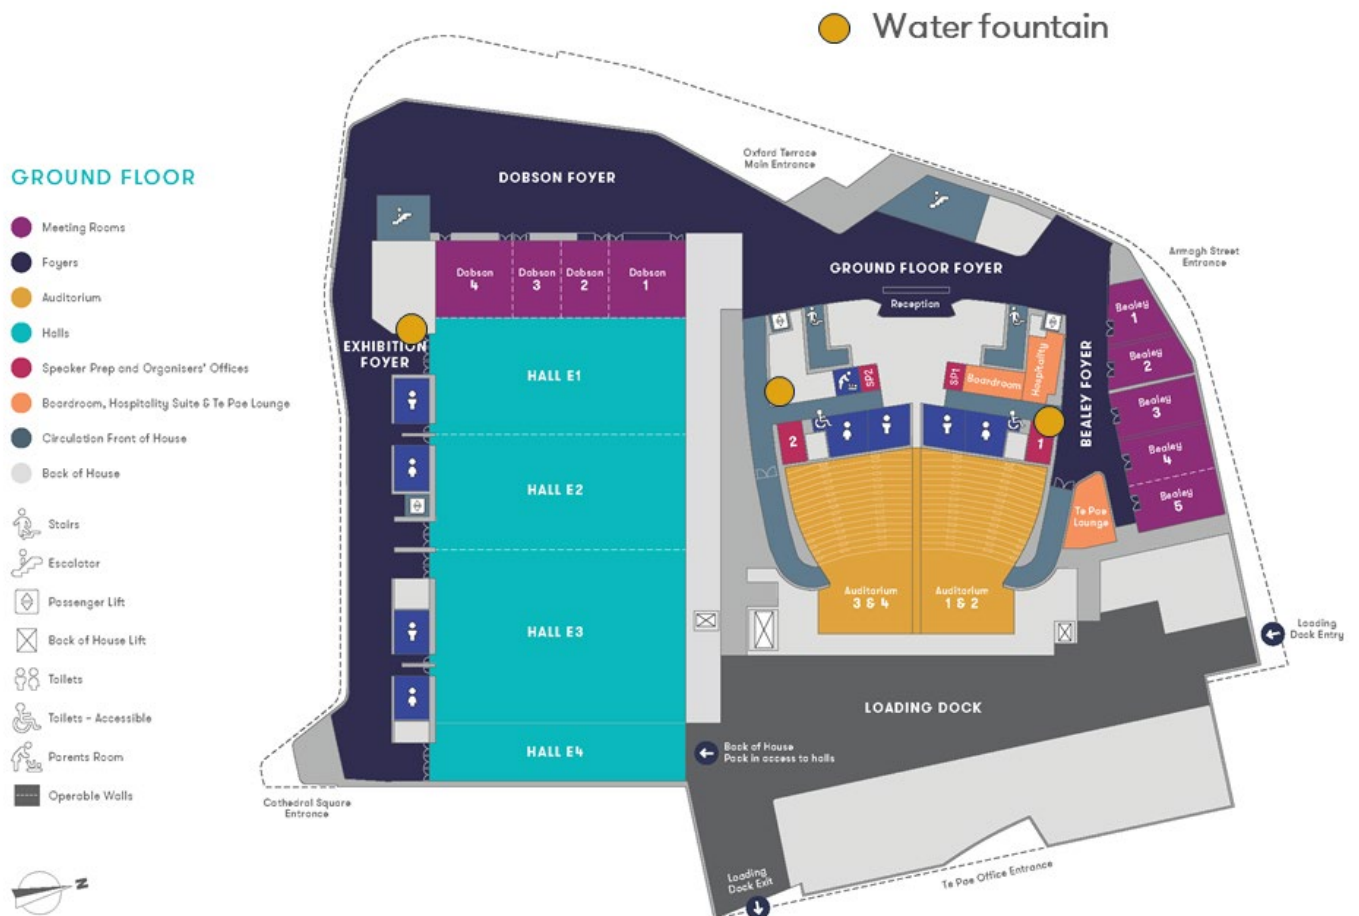 Water fountain
GROUND FLOOR
Meeting Rooms
Foyers
Auditorium
Halls
Speaker Prep and Organisers' Offices
Boardroom, Hospitality Suite & Te Pae Lounge
Circulation Front of House
Back of House
Stairs
Escalator
Passenger Lift
Back of House Lift
Toilets
Toilets - Accessible
Parents Room
Operable Walls
N
DOBSON FOYER
Oxford Terrace
Main Entrance
Armagh Street
Entrance
GROUND FLOOR FOYER
Reception
Dobson
4
Dobson
3
Dobson
2
Dobson
1
EXHIBITION
FOYER
HALL E1
HALL E2
HALL E3
HALL E4
SP2
SP1
Boardroom
Hospitality
BEALEY FOYER
Bealey
1
Bealey
2
Bealey
3
Bealey
4
Bealey
5
2
1
Te Pae
Lounge
Auditorium
3 & 4
Auditorium
1 & 2
Loading
Dock Entry
LOADING DOCK
Back of House
Pack in access to halls
Cathedral Square
Entrance
Loading
Dock Exit
Te Pae Office Entrance